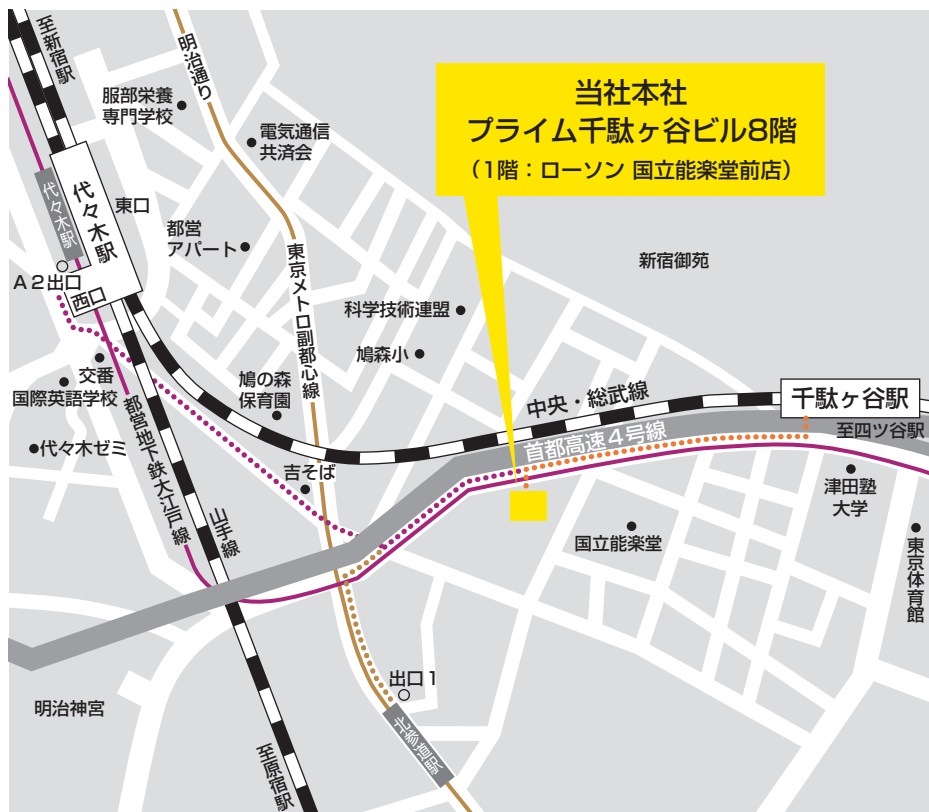 至新宿駅
明治通り
服部栄養
専門学校
電気通信
共済会
当社本社
プライム千駄ヶ谷ビル8階
（1階：ローソン 国立能楽堂前店）
代々木駅
代々木駅
東口
都営
アパート
東京メトロ副都心線
新宿御苑
A2出口
西口
科学技術連盟
鳩森小
交番
国際英語学校
鳩の森
保育園
中央・総武線
千駄ヶ谷駅
首都高速4号線
至四ツ谷駅
代々木ゼミ
都営地下鉄大江戸線
吉そば
津田塾
大学
山手線
国立能楽堂
東京体育館
出口1
明治神宮
北参道駅
至原宿駅